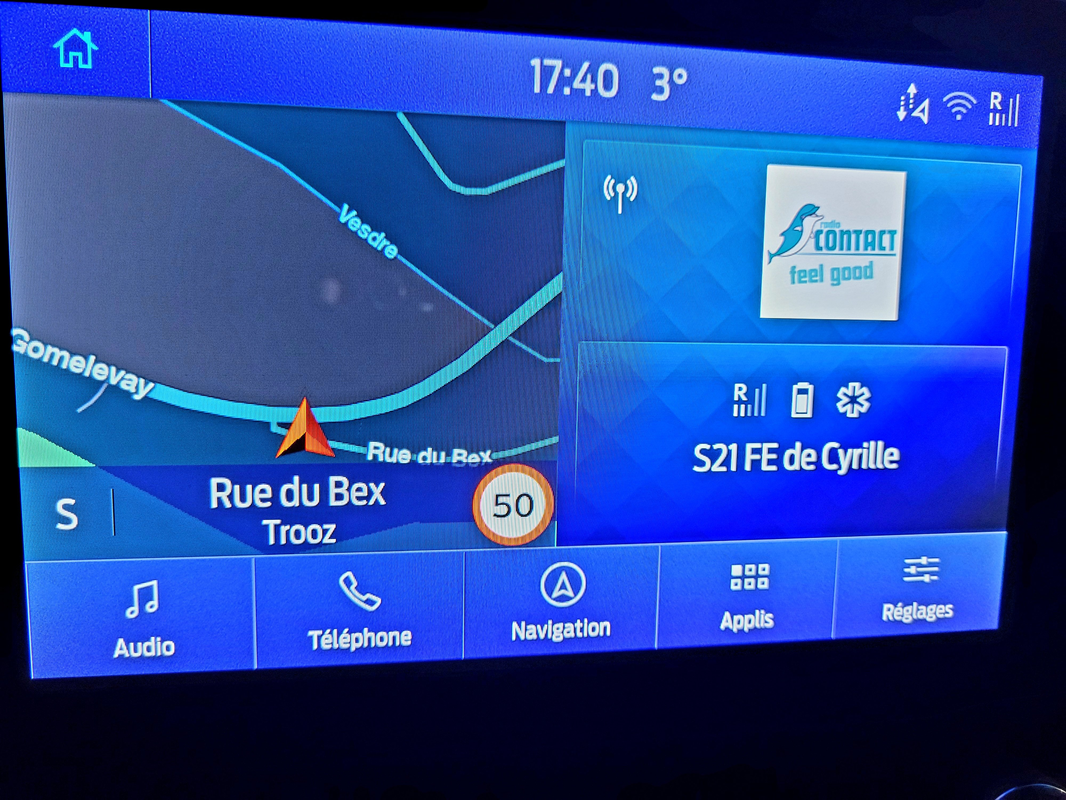 17:40 3°
R
Vesdre
Gomelevay
Rue du Bex
S
Rue du Bex
Trooz
50
radio
CONTACT
feel good
R
S21 FE de Cyrille
Audio
Téléphone
Navigation
Applis
Réglages